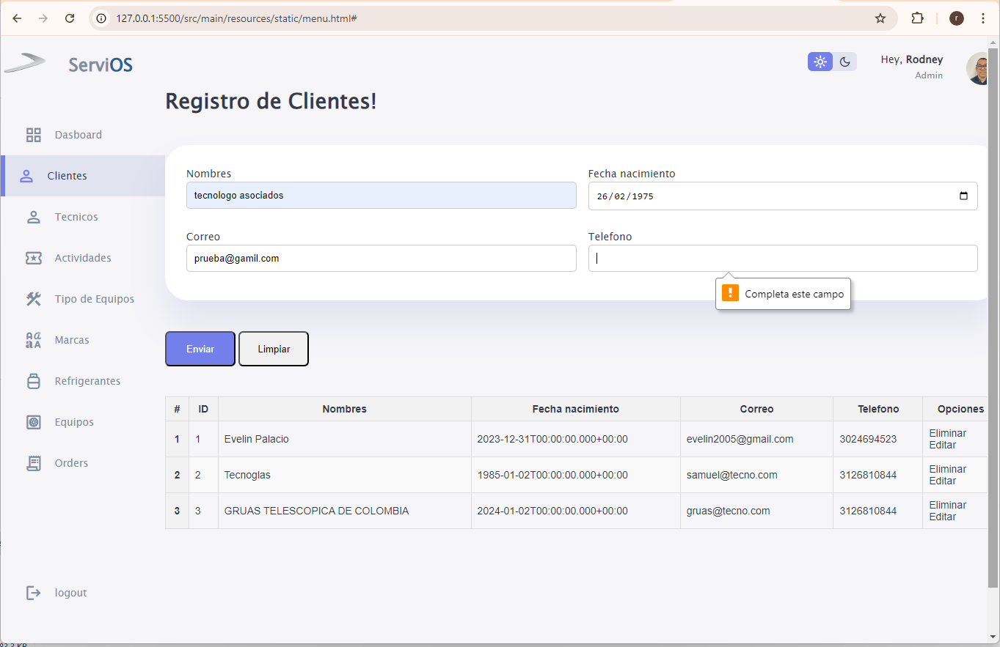 127.0.0.1:5500/src/main/resources/static/menu.html#
r
ServiOS
Hey, Rodney
Admin
Registro de Clientes!
Dasboard
Clientes
Tecnicos
Actividades
Tipo de Equipos
Marcas
Refrigerantes
Equipos
Orders
logout
Nombres
Fecha nacimiento
tecnologo asociados
26/02/1975
Correo
Telefono
prueba@gamil.com
Completa este campo
Enviar
Limpiar
# ID Nombres Fecha nacimiento Correo Telefono Opciones
1 1 Evelin Palacio 2023-12-31T00:00:00.000+00:00 evelin2005@gmail.com 3024694523 Eliminar
Editar
2 2 Tecnoglas 1985-01-02T00:00:00.000+00:00 samuel@tecno.com 3126810844 Eliminar
Editar
3 3 GRUAS TELESCOPICA DE COLOMBIA 2024-01-02T00:00:00.000+00:00 gruas@tecno.com 3126810844 Eliminar
Editar